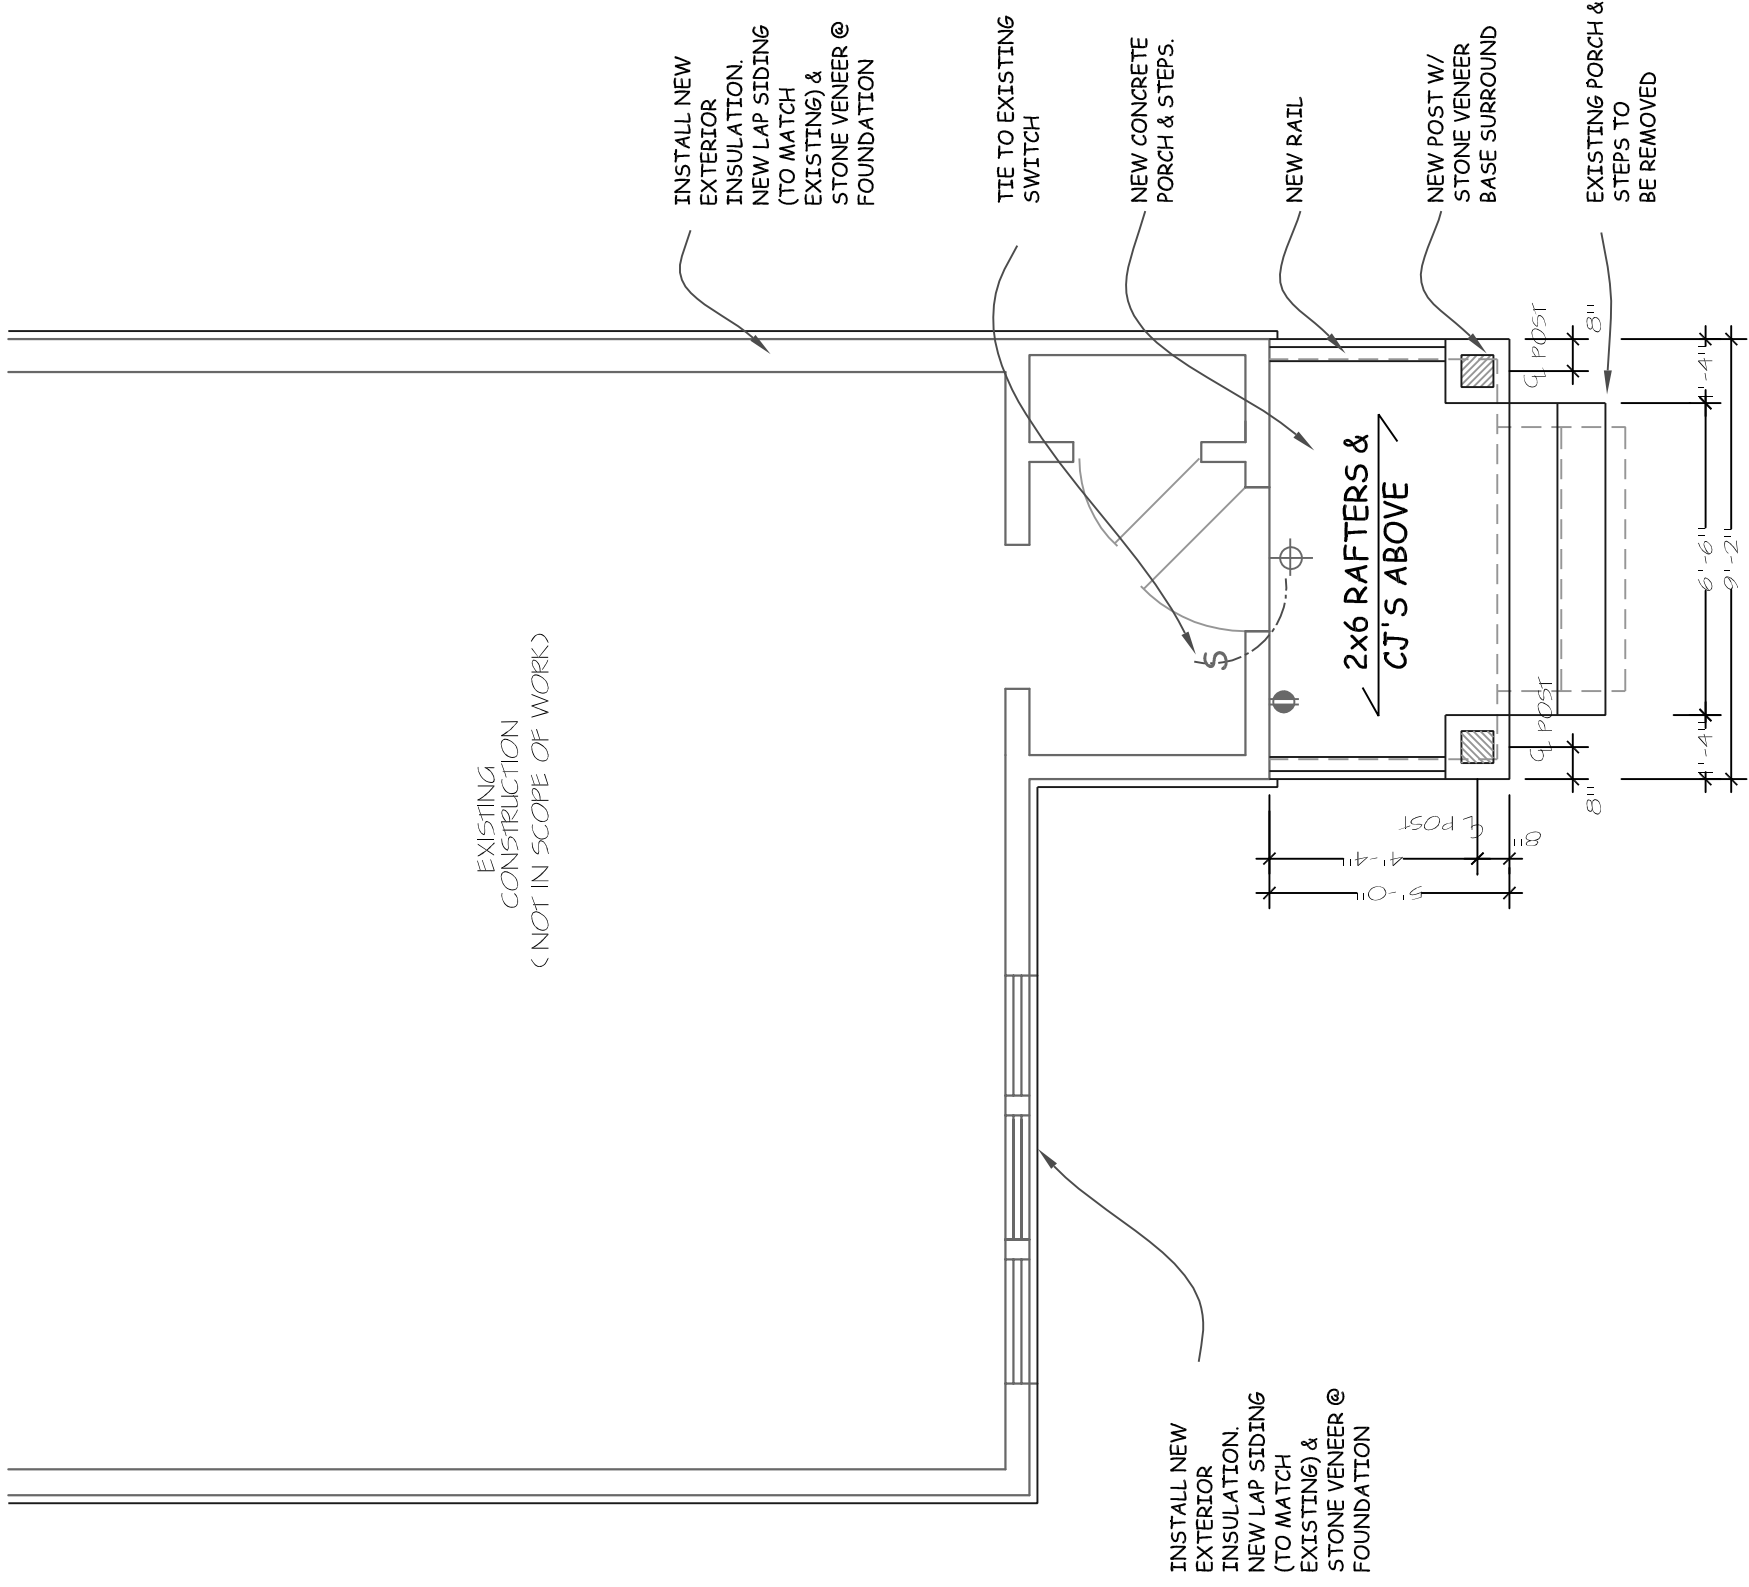 EXISTING
CONSTRUCTION
(NOT IN SCOPE OF WORK)
INSTALL NEW
EXTERIOR
INSULATION.
NEW LAP SIDING
(TO MATCH
EXISTING) &
STONE VENEER @
FOUNDATION
TIE TO EXISTING
SWITCH
NEW CONCRETE
PORCH & STEPS.
NEW RAIL
NEW POST W/
STONE VENEER
BASE SURROUND
EXISTING PORCH &
STEPS TO
BE REMOVED
INSTALL NEW
EXTERIOR
INSULATION.
NEW LAP SIDING
(TO MATCH
EXISTING) &
STONE VENEER @
FOUNDATION
S
2x6 RAFTERS &
CJ'S ABOVE
℄ POST
8"
℄ POST
8"
℄ POST
4'-4"
8"
5'-0"
1'-4"
6'-6"
1'-4"
9'-2"